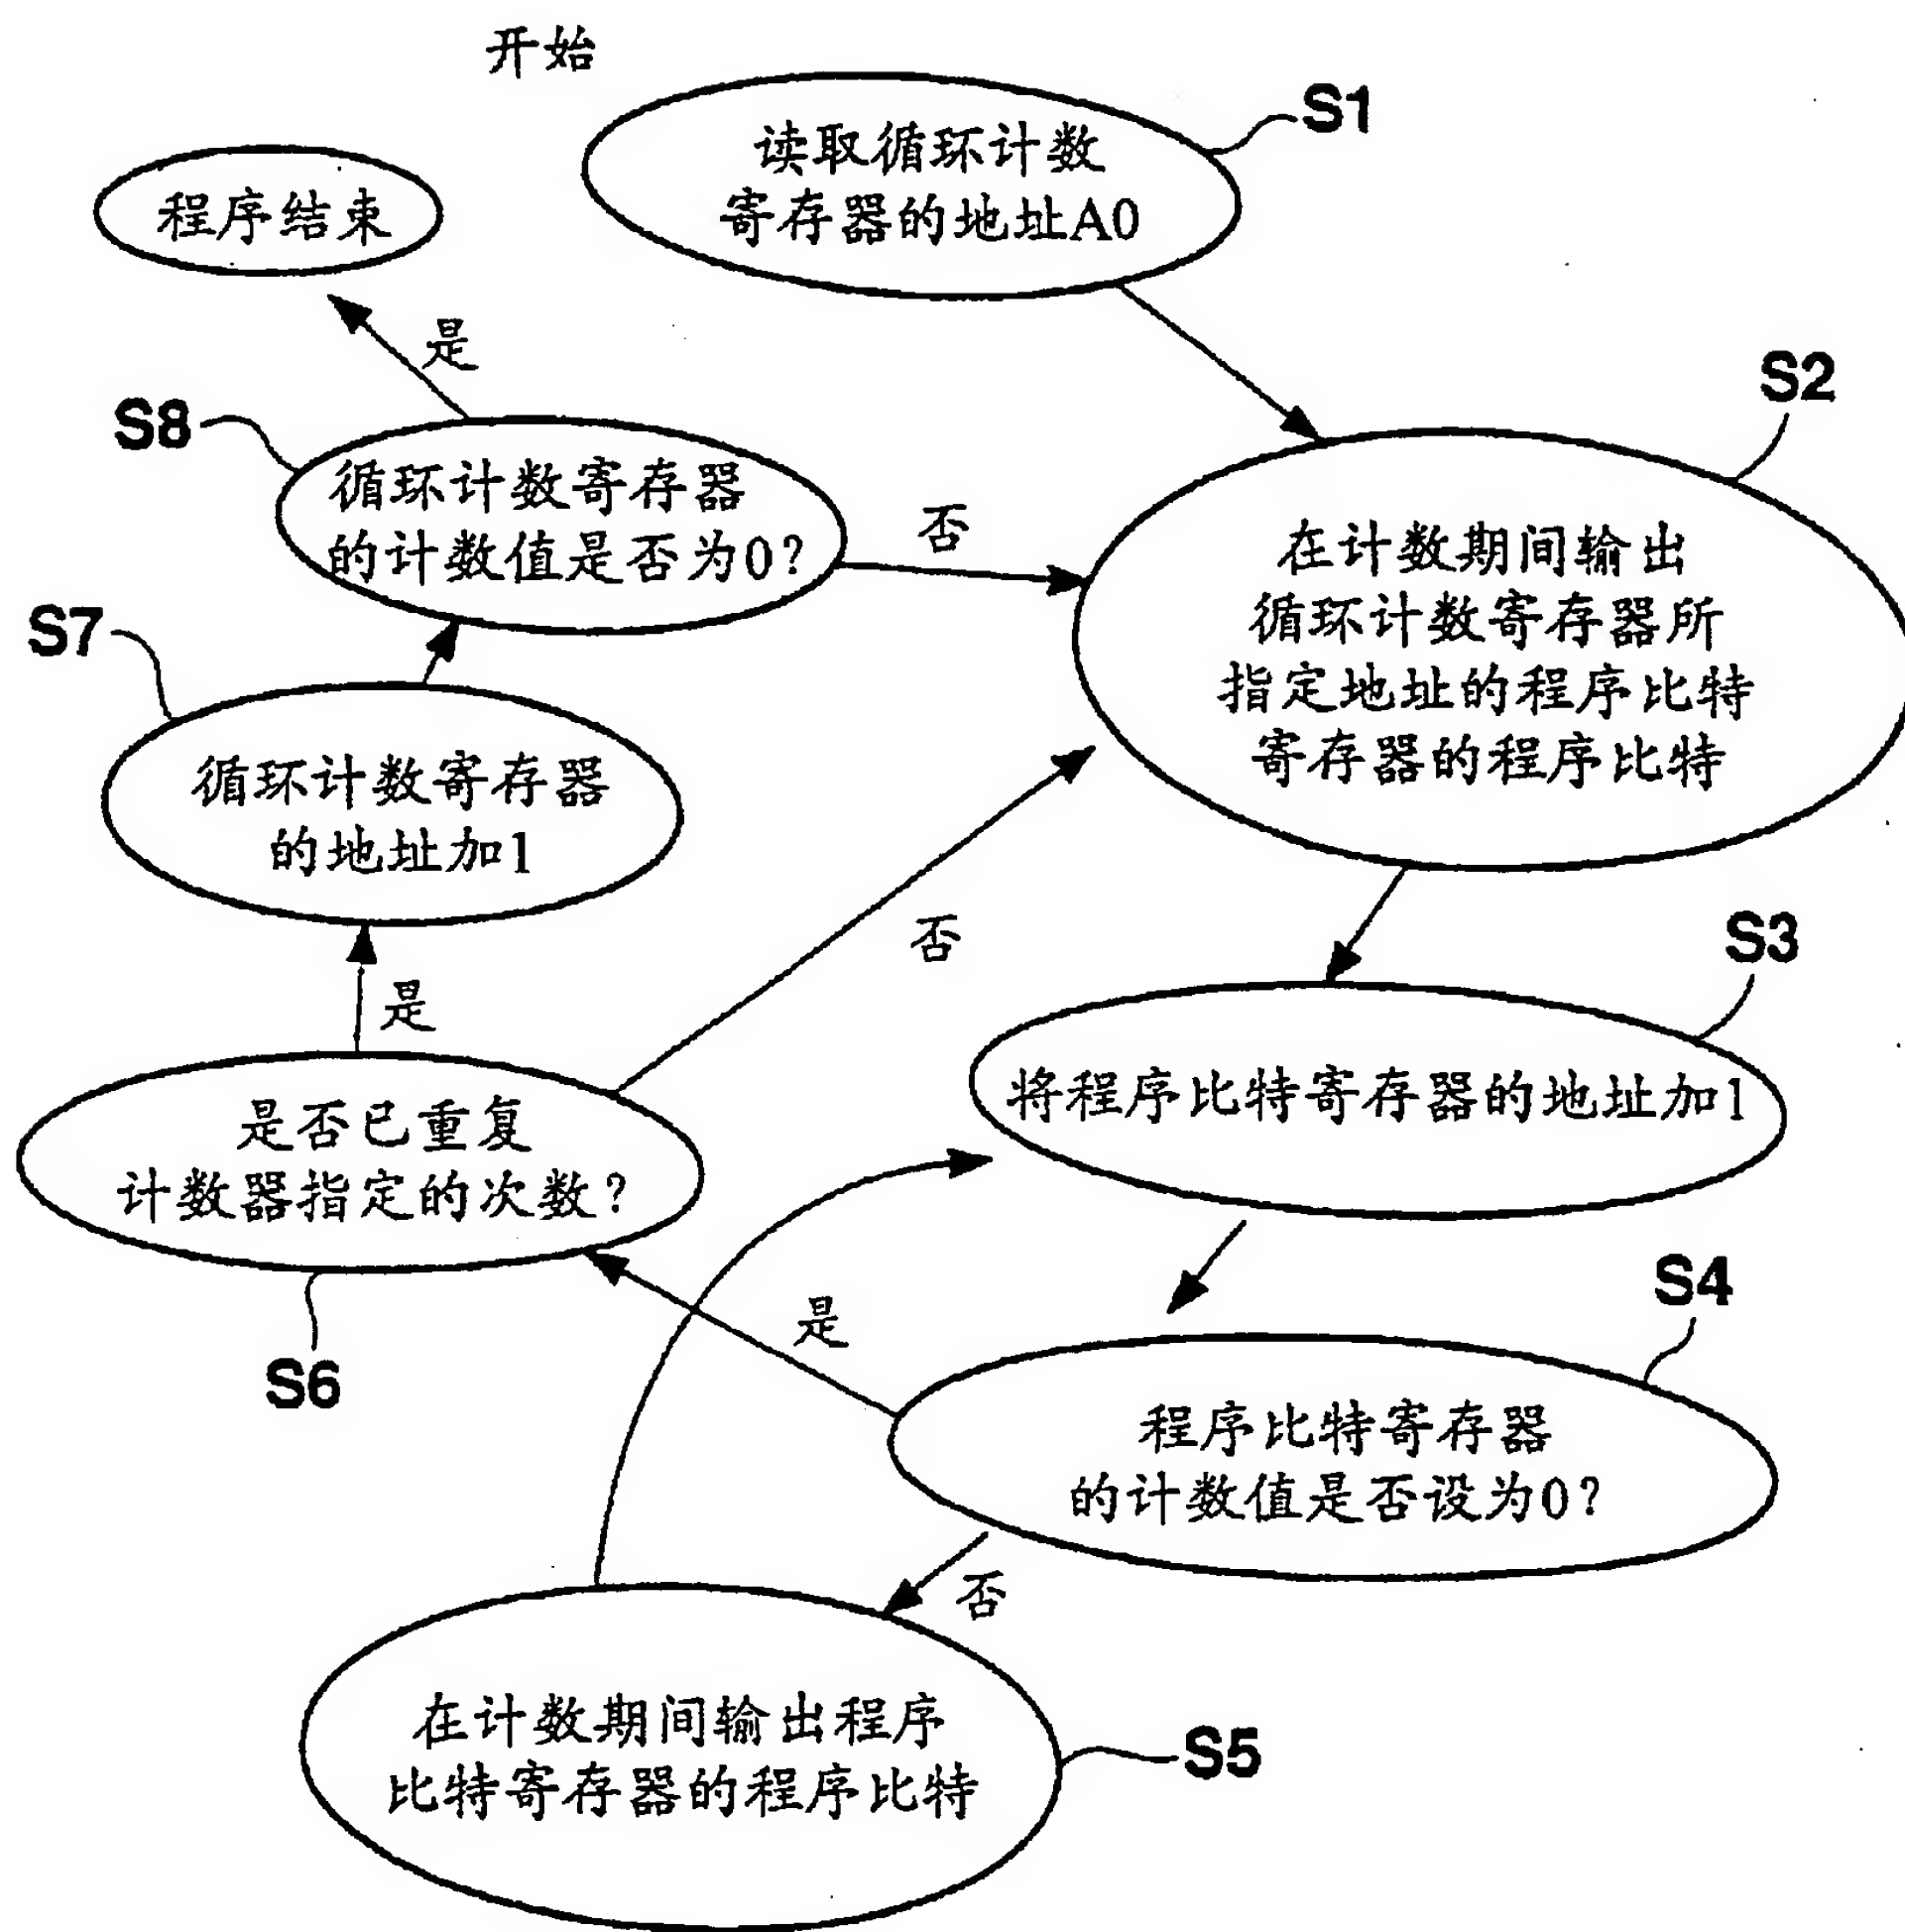 开始
S1
读取循环计数
寄存器的地址A0
程序结束
是
S2
S8
循环计数寄存器
的计数值是否为0?
否
在计数期间输出
循环计数寄存器所
指定地址的程序比特
寄存器的程序比特
S7
循环计数寄存器
的地址加1
否
S3
是
将程序比特寄存器的地址加1
是否已重复
计数器指定的次数?
S6
是
S4
程序比特寄存器
的计数值是否设为0?
否
在计数期间输出程序
比特寄存器的程序比特
S5